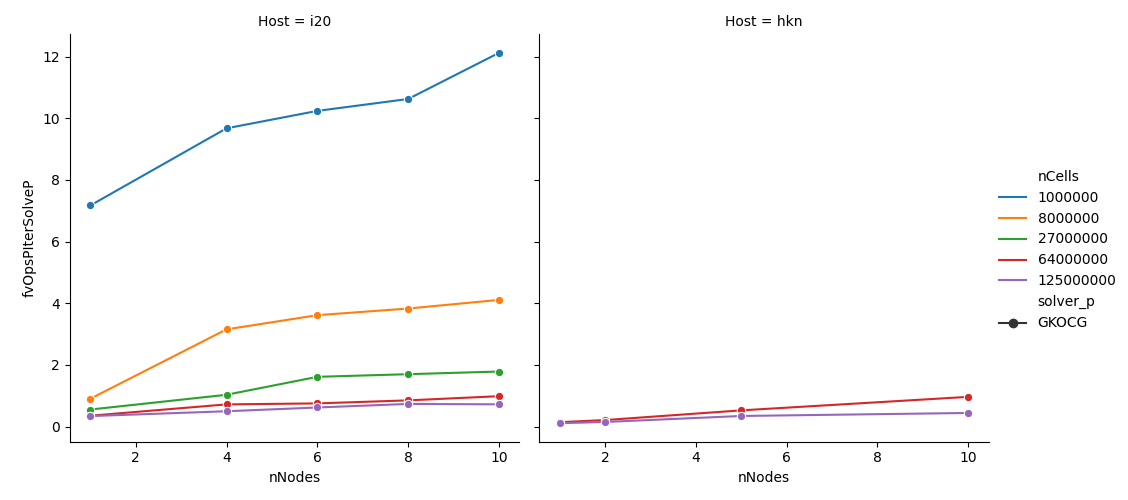 Host = i20
Host = hkn
12
10
8
6
4
2
0
fvOpsPIterSolveP
2
4
6
8
10
nNodes
2
4
6
8
10
nNodes
nCells
1000000
8000000
27000000
64000000
125000000
solver_p
GKOCG